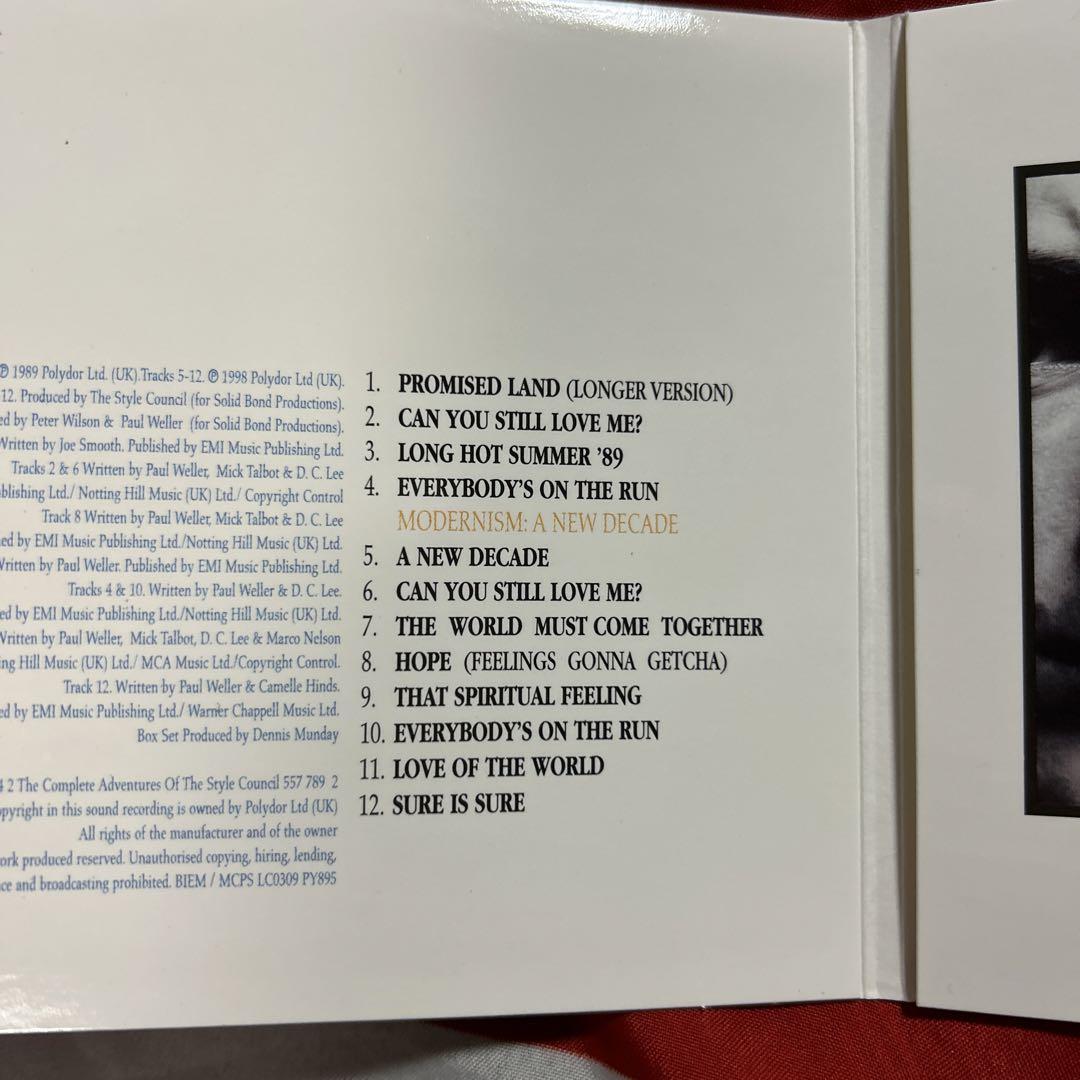 ℗ 1989 Polydor Ltd. (UK).Tracks 5-12. ℗ 1998 Polydor Ltd (UK).
12. Produced by The Style Council (for Solid Bond Productions).
by Peter Wilson & Paul Weller (for Solid Bond Productions).
Written by Joe Smooth. Published by EMI Music Publishing Ltd.
Tracks 2 & 6 Written by Paul Weller, Mick Talbot & D. C. Lee
Ltd./ Notting Hill Music (UK) Ltd./ Copyright Control
Track 8 Written by Paul Weller, Mick Talbot & D. C. Lee
by EMI Music Publishing Ltd./Notting Hill Music (UK) Ltd.
Written by Paul Weller. Published by EMI Music Publishing Ltd.
Tracks 4 & 10. Written by Paul Weller & D. C. Lee.
by EMI Music Publishing Ltd./Notting Hill Music (UK) Ltd.
Written by Paul Weller, Mick Talbot, D. C. Lee & Marco Nelson
Hill Music (UK) Ltd./ MCA Music Ltd./Copyright Control.
Track 12. Written by Paul Weller & Camelle Hinds.
by EMI Music Publishing Ltd./ Warner Chappell Music Ltd.
Box Set Produced by Dennis Munday
2 The Complete Adventures Of The Style Council 557 789 2
copyright in this sound recording is owned by Polydor Ltd (UK)
All rights of the manufacturer and of the owner
work produced reserved. Unauthorised copying, hiring, lending,
and broadcasting prohibited. BIEM / MCPS LC0309 PY895
1. PROMISED LAND (LONGER VERSION)
2. CAN YOU STILL LOVE ME?
3. LONG HOT SUMMER '89
4. EVERYBODY'S ON THE RUN
MODERNISM: A NEW DECADE
5. A NEW DECADE
6. CAN YOU STILL LOVE ME?
7. THE WORLD MUST COME TOGETHER
8. HOPE (FEELINGS GONNA GETCHA)
9. THAT SPIRITUAL FEELING
10. EVERYBODY'S ON THE RUN
11. LOVE OF THE WORLD
12. SURE IS SURE